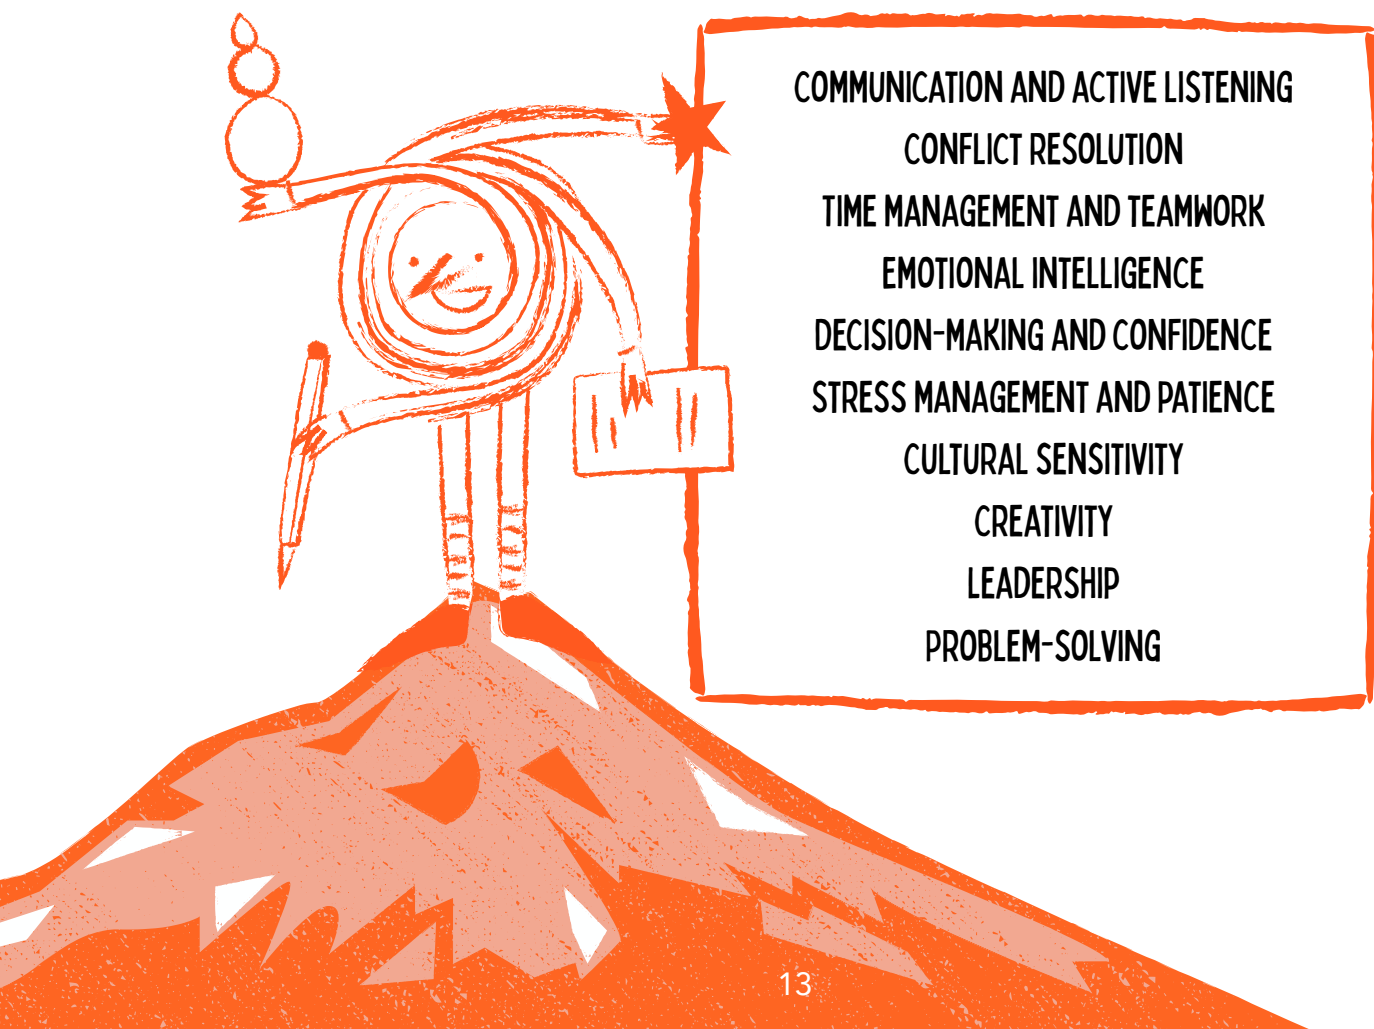 COMMUNICATION AND ACTIVE LISTENING
CONFLICT RESOLUTION
TIME MANAGEMENT AND TEAMWORK
EMOTIONAL INTELLIGENCE
DECISION-MAKING AND CONFIDENCE
STRESS MANAGEMENT AND PATIENCE
CULTURAL SENSITIVITY
CREATIVITY
LEADERSHIP
PROBLEM-SOLVING
13